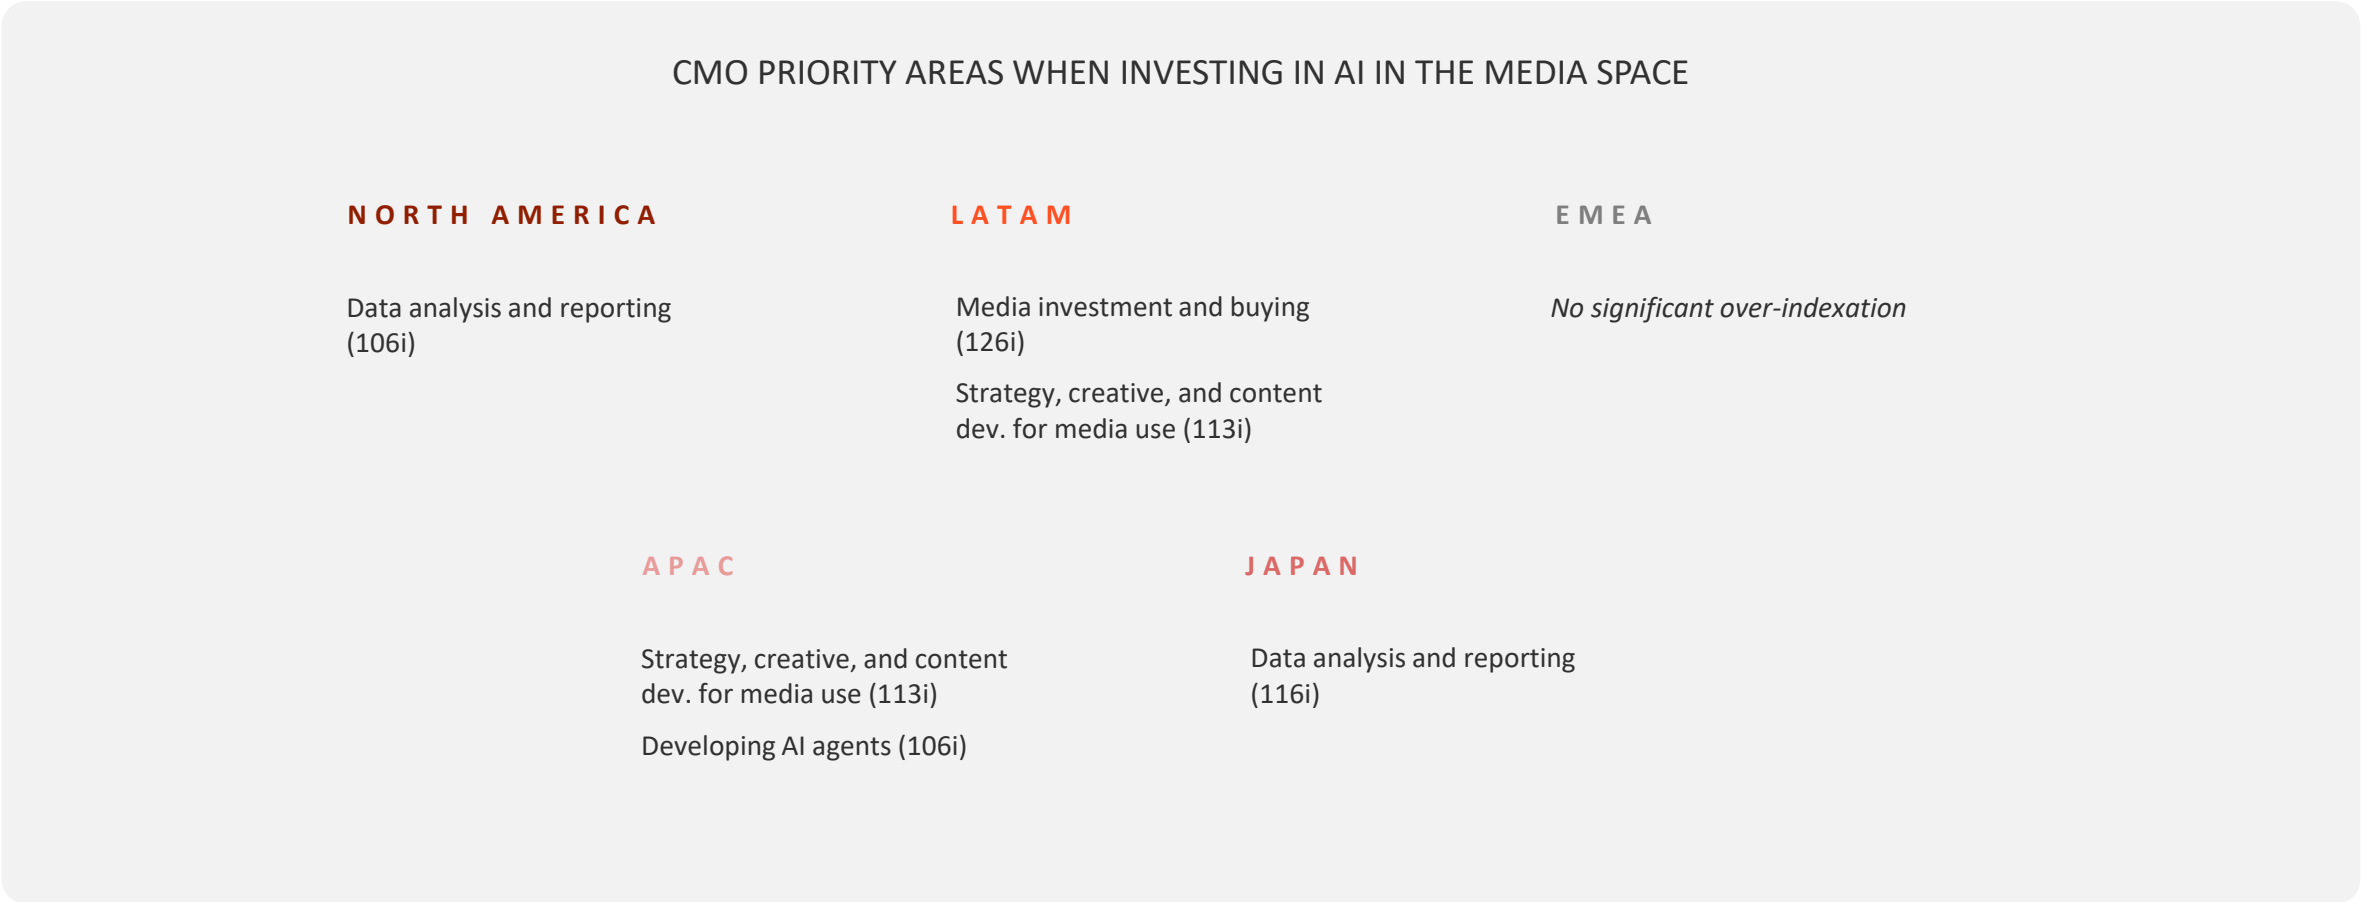 CMO PRIORITY AREAS WHEN INVESTING IN AI IN THE MEDIA SPACE
NORTH AMERICA
Data analysis and reporting
(106i)
LATAM
Media investment and buying
(126i)
Strategy, creative, and content
dev. for media use (113i)
EMEA
No significant over-indexation
APAC
Strategy, creative, and content
dev. for media use (113i)
Developing AI agents (106i)
JAPAN
Data analysis and reporting
(116i)